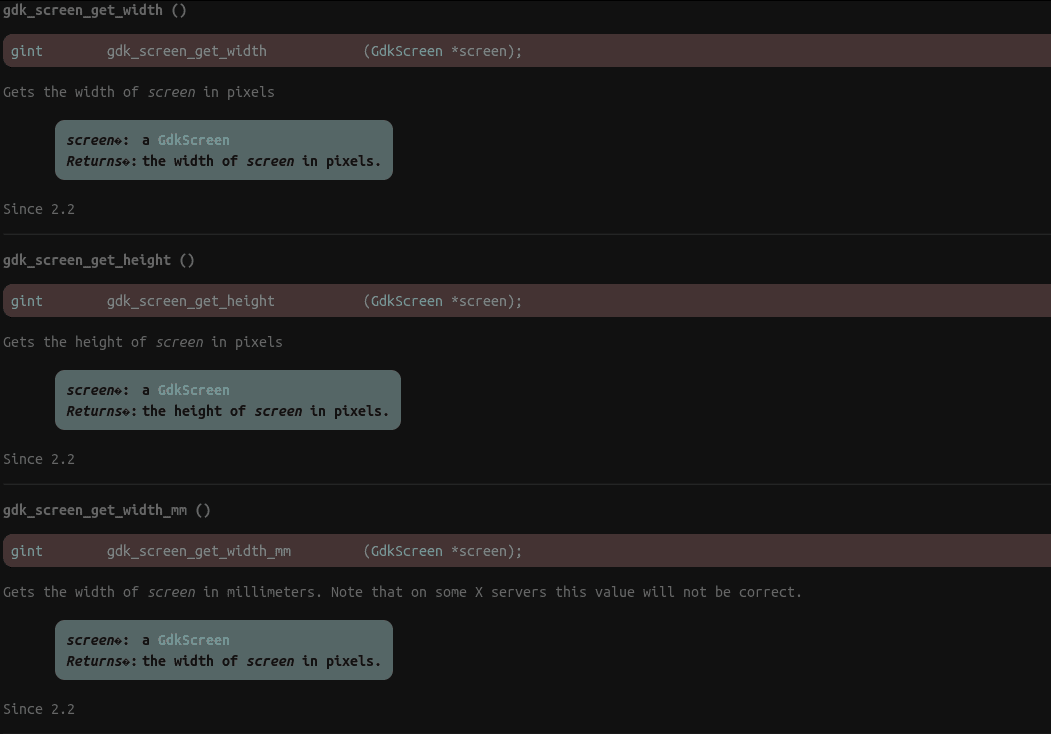 gdk_screen_get_width ()
gint gdk_screen_get_width (GdkScreen *screen);
Gets the width of screen in pixels
screen�: a GdkScreen
Returns�: the width of screen in pixels.
Since 2.2
gdk_screen_get_height ()
gint gdk_screen_get_height (GdkScreen *screen);
Gets the height of screen in pixels
screen�: a GdkScreen
Returns�: the height of screen in pixels.
Since 2.2
gdk_screen_get_width_mm ()
gint gdk_screen_get_width_mm (GdkScreen *screen);
Gets the width of screen in millimeters. Note that on some X servers this value will not be correct.
screen�: a GdkScreen
Returns�: the width of screen in pixels.
Since 2.2